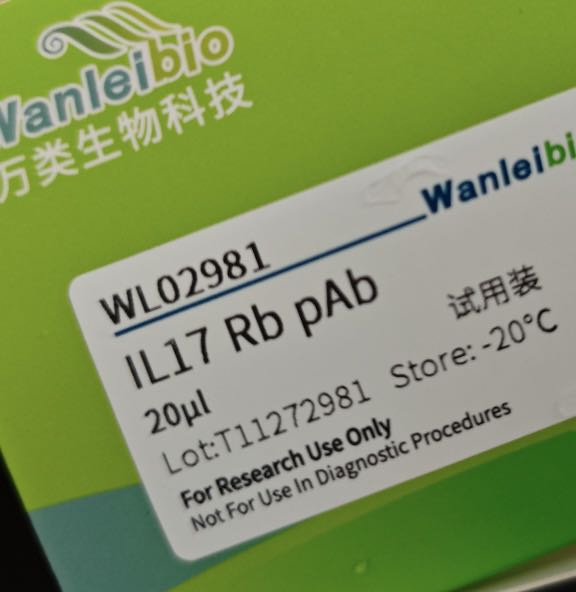 Wanleibio
万类生物科技
Wanleibi
WL02981
IL17 Rb pAb
试用装
20μl
Store: -20°C
Lot:T11272981
For Research Use Only
Not For Use In Diagnostic Procedures